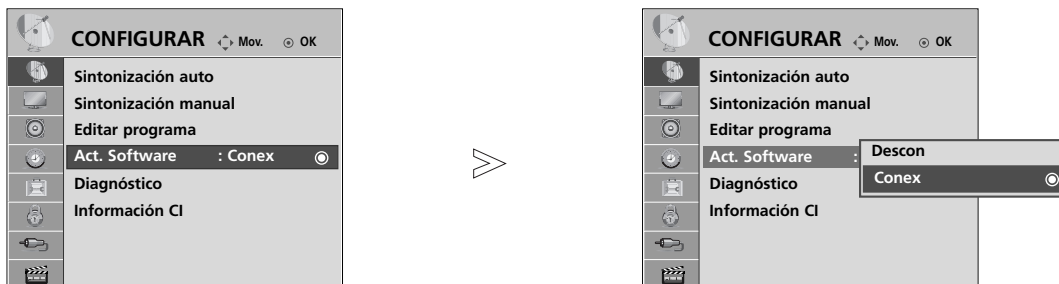 CONFIGURAR Mov. OK
Sintonización auto
Sintonización manual
Editar programa
Act. Software : Conex
Diagnóstico
Información CI
CONFIGURAR Mov. OK
Sintonización auto
Sintonización manual
Editar programa
Act. Software :
Descon
Conex
Diagnóstico
Información CI